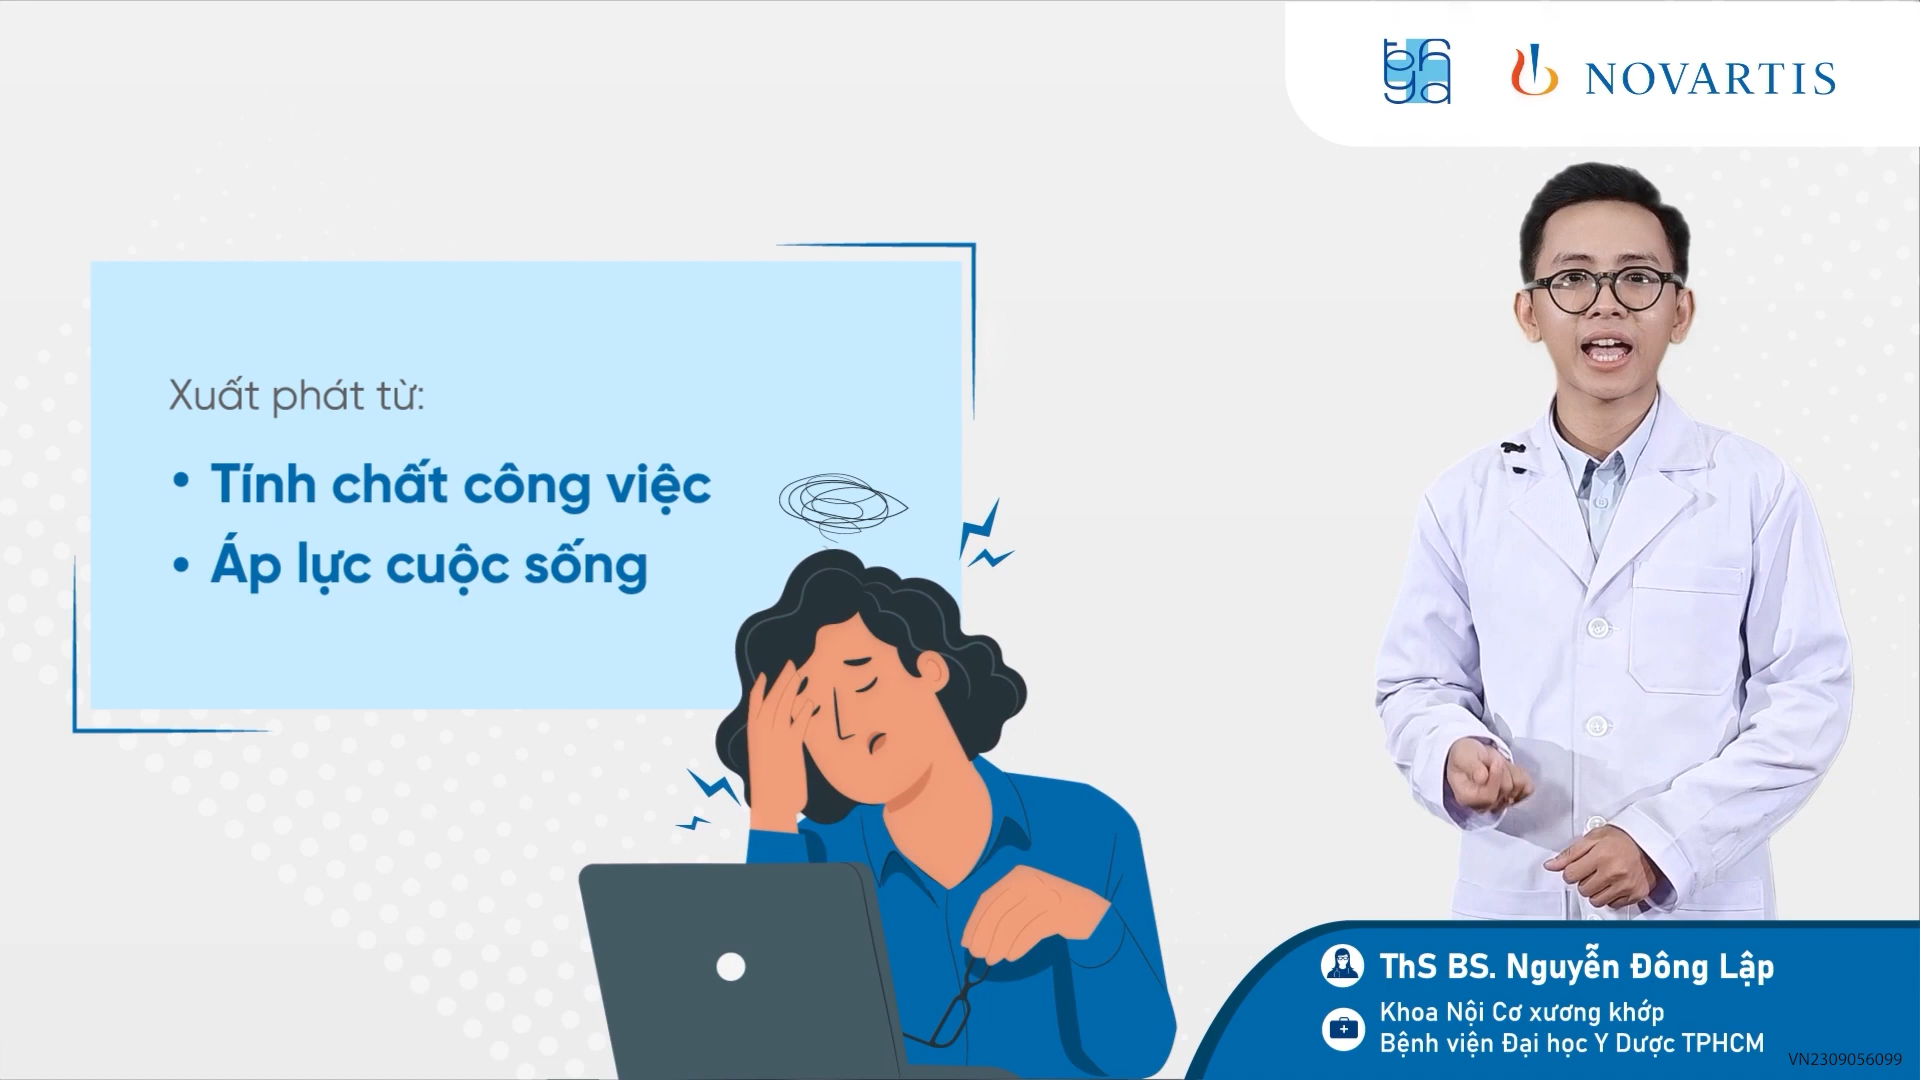 NOVARTIS
Xuất phát từ:
• Tính chất công việc
• Áp lực cuộc sống
ThS BS. Nguyễn Đông Lập
Khoa Nội Cơ xương khớp
Bệnh viện Đại học Y Dược TPHCM
VN2309056099